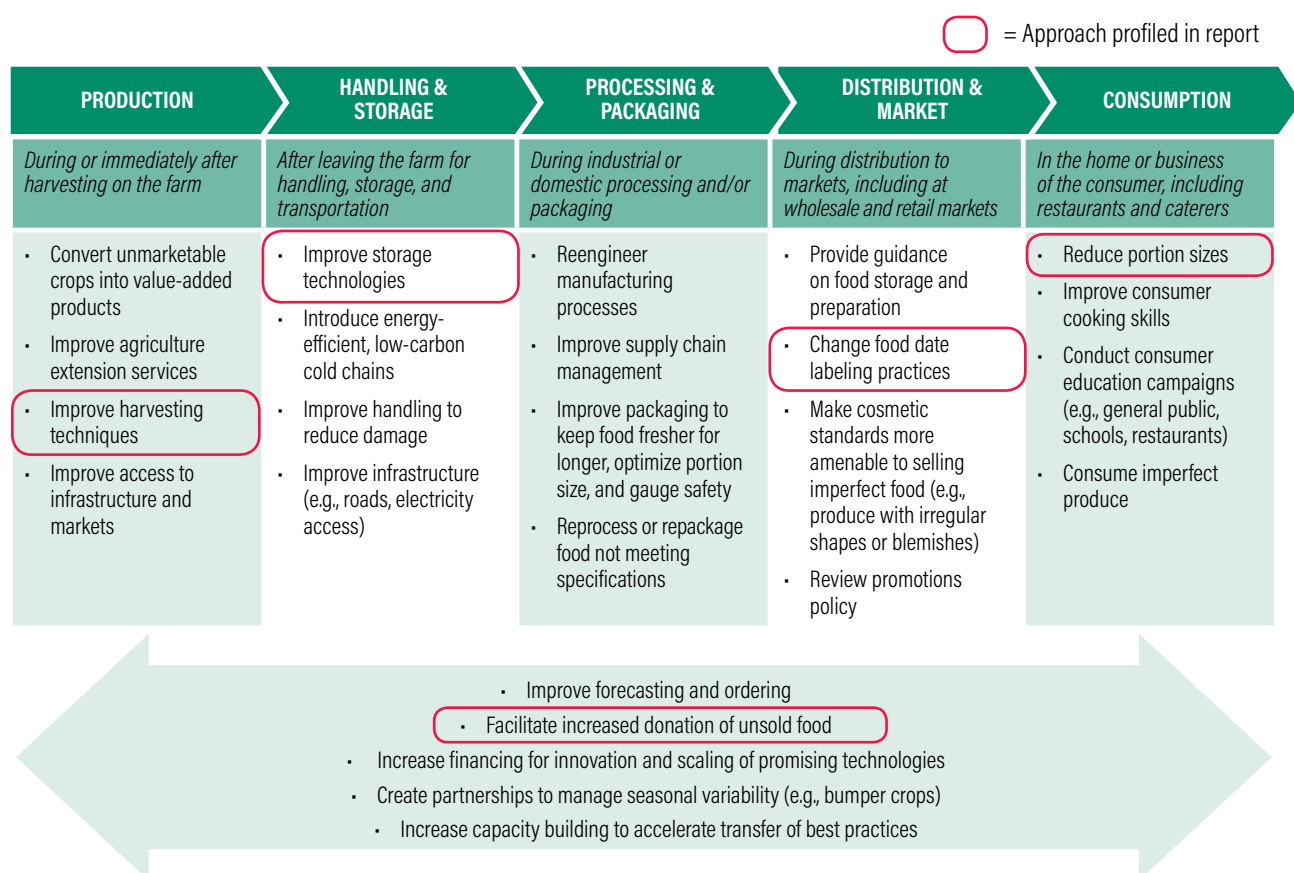 = Approach profiled in report
PRODUCTION
HANDLING &
STORAGE
PROCESSING &
PACKAGING
DISTRIBUTION &
MARKET
CONSUMPTION
During or immediately after
harvesting on the farm
After leaving the farm for
handling, storage, and
transportation
During industrial or
domestic processing and/or
packaging
During distribution to
markets, including at
wholesale and retail markets
In the home or business
of the consumer, including
restaurants and caterers
▪ Convert unmarketable
crops into value-added
products
▪ Improve agriculture
extension services
▪ Improve harvesting
techniques
▪ Improve access to
infrastructure and
markets
▪ Improve storage
technologies
▪ Introduce energy-
efficient, low-carbon
cold chains
▪ Improve handling to
reduce damage
▪ Improve infrastructure
(e.g., roads, electricity
access)
▪ Reengineer
manufacturing
processes
▪ Improve supply chain
management
▪ Improve packaging to
keep food fresher for
longer, optimize portion
size, and gauge safety
▪ Reprocess or repackage
food not meeting
specifications
▪ Provide guidance
on food storage and
preparation
▪ Change food date
labeling practices
▪ Make cosmetic
standards more
amenable to selling
imperfect food (e.g.,
produce with irregular
shapes or blemishes)
▪ Review promotions
policy
▪ Reduce portion sizes
▪ Improve consumer
cooking skills
▪ Conduct consumer
education campaigns
(e.g., general public,
schools, restaurants)
▪ Consume imperfect
produce
▪ Improve forecasting and ordering
▪ Facilitate increased donation of unsold food
▪ Increase financing for innovation and scaling of promising technologies
▪ Create partnerships to manage seasonal variability (e.g., bumper crops)
▪ Increase capacity building to accelerate transfer of best practices